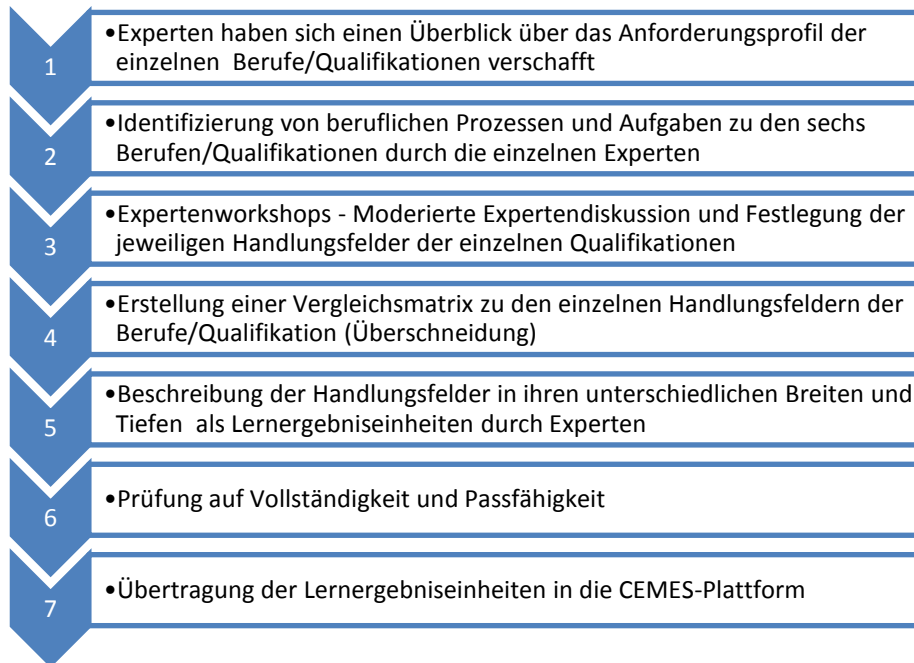 1
•Experten haben sich einen Überblick über das Anforderungsprofil der
einzelnen Berufe/Qualifikationen verschafft
2
•Identifizierung von beruflichen Prozessen und Aufgaben zu den sechs
Berufen/Qualifikationen durch die einzelnen Experten
3
•Expertenworkshops - Moderierte Expertendiskussion und Festlegung der
jeweiligen Handlungsfelder der einzelnen Qualifikationen
4
•Erstellung einer Vergleichsmatrix zu den einzelnen Handlungsfeldern der
Berufe/Qualifikation (Überschneidung)
5
•Beschreibung der Handlungsfelder in ihren unterschiedlichen Breiten und
Tiefen als Lernergebniseinheiten durch Experten
6
•Prüfung auf Vollständigkeit und Passfähigkeit
7
•Übertragung der Lernergebniseinheiten in die CEMES-Plattform